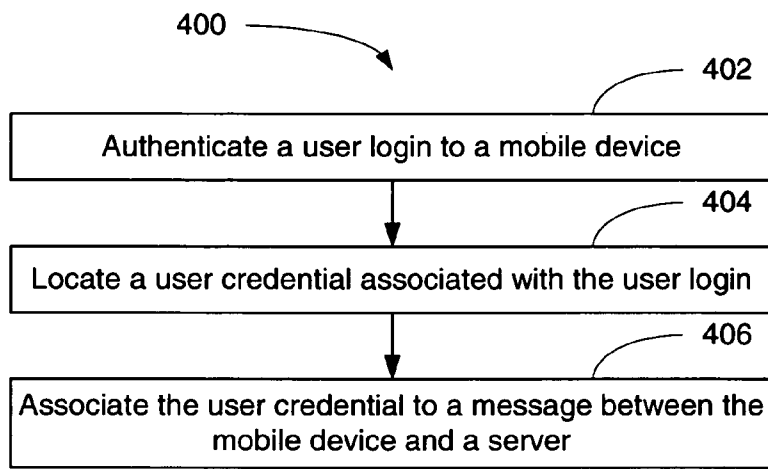 400
402
Authenticate a user login to a mobile device
404
Locate a user credential associated with the user login
406
Associate the user credential to a message between the
mobile device and a server